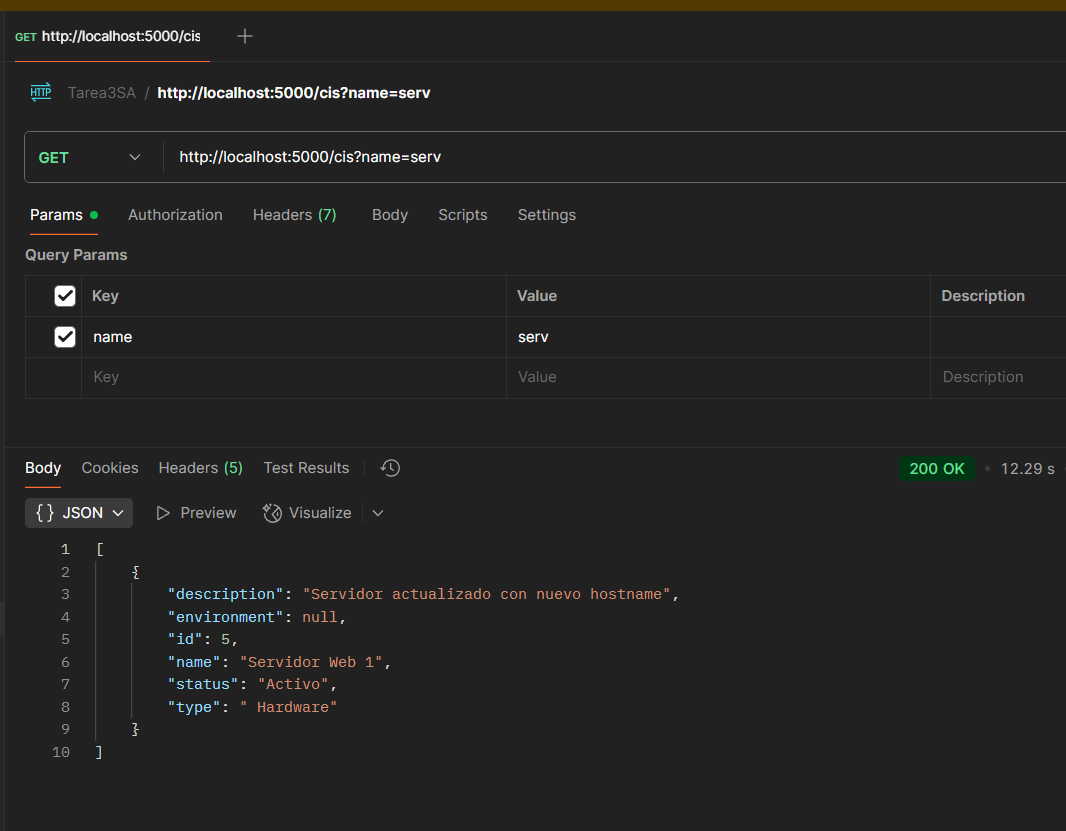 GET http://localhost:5000/cis
HTTP Tarea3SA / http://localhost:5000/cis?name=serv
GET http://localhost:5000/cis?name=serv
Params Authorization Headers (7) Body Scripts Settings
Query Params
Key Value Description
name serv
Key Value Description
Body Cookies Headers (5) Test Results 200 OK 12.29 s
{ } JSON Preview Visualize
1 [
2 {
3 "description": "Servidor actualizado con nuevo hostname",
4 "environment": null,
5 "id": 5,
6 "name": "Servidor Web 1",
7 "status": "Activo",
8 "type": " Hardware"
9 }
10 ]